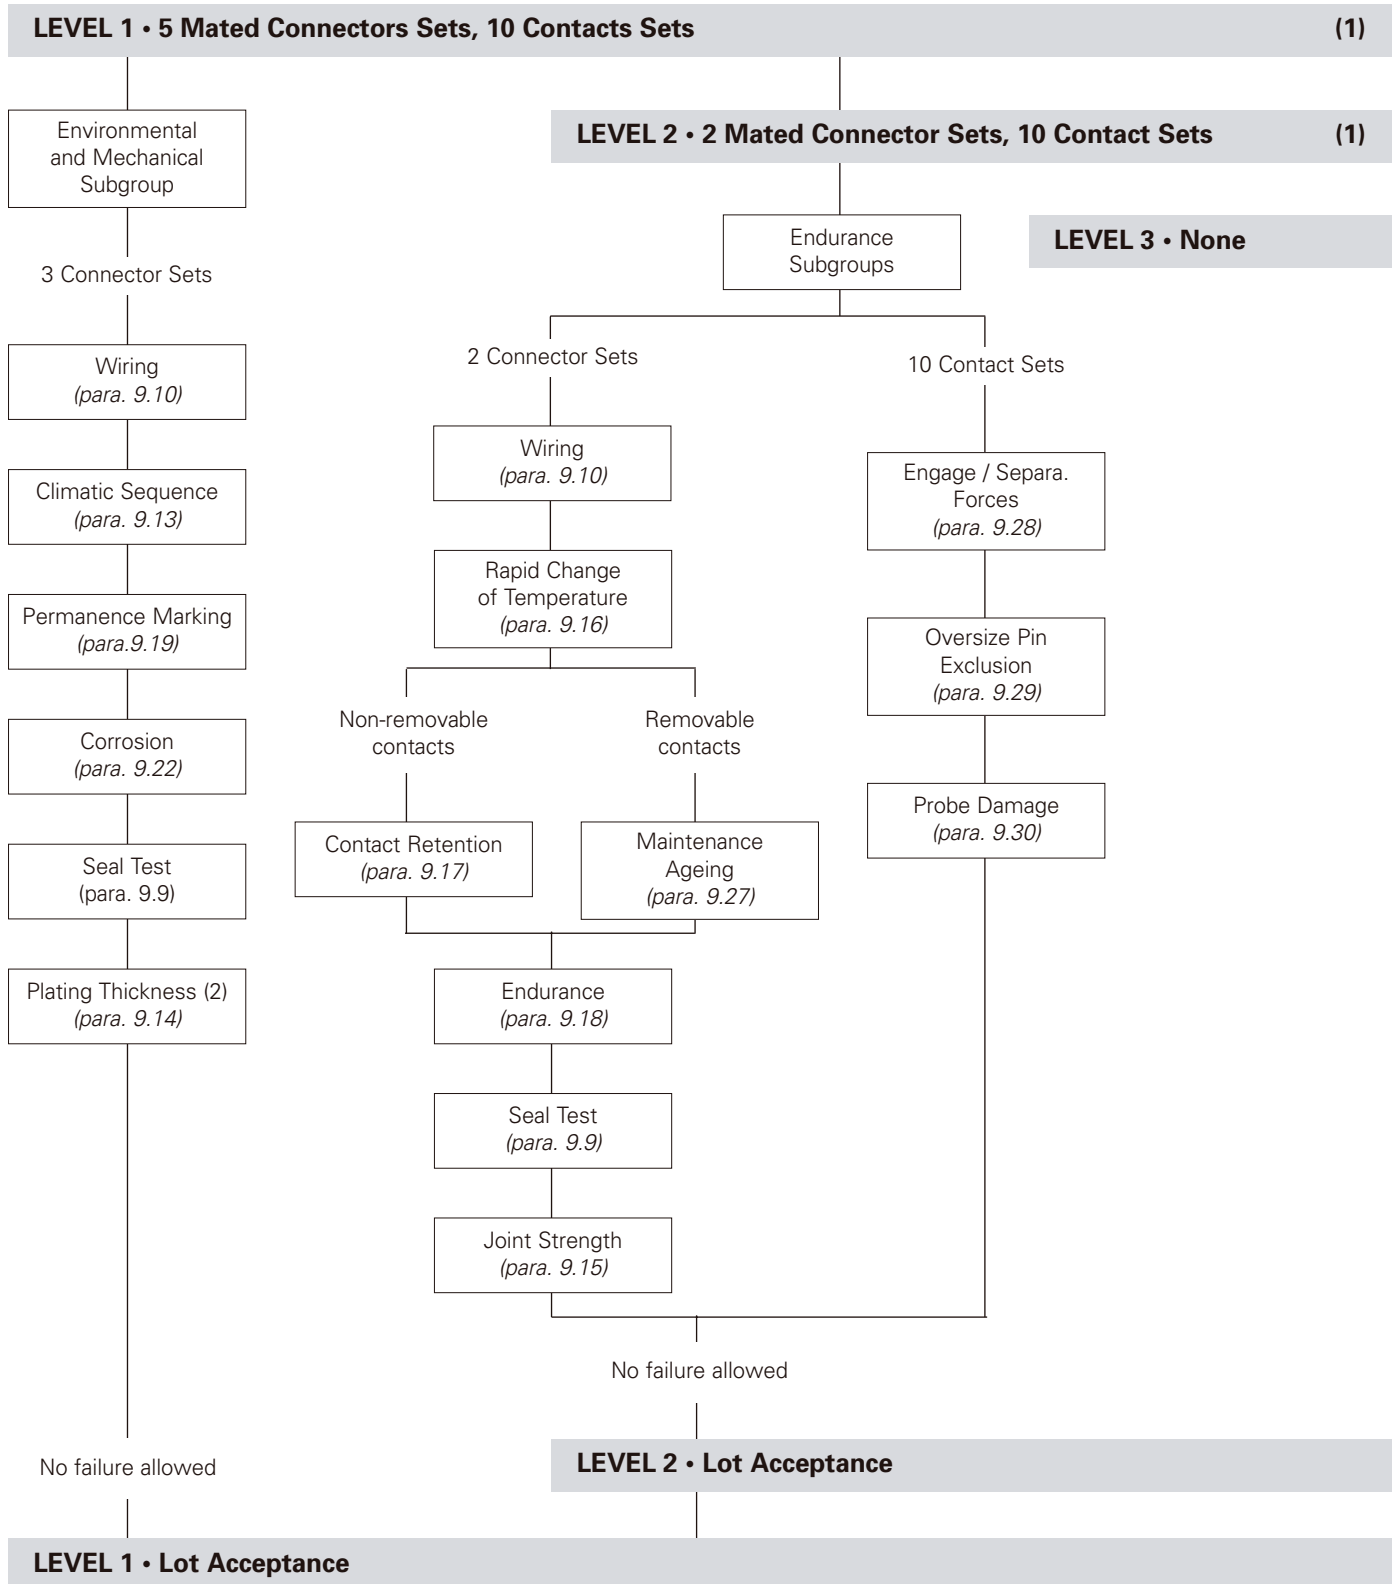 LEVEL 1 • 5 Mated Connectors Sets, 10 Contacts Sets (1)
Environmental
and Mechanical
Subgroup
LEVEL 2 • 2 Mated Connector Sets, 10 Contact Sets (1)
Endurance
Subgroups
LEVEL 3 • None
3 Connector Sets
Wiring
(para. 9.10)
Climatic Sequence
(para. 9.13)
Permanence Marking
(para.9.19)
Corrosion
(para. 9.22)
Seal Test
(para. 9.9)
Plating Thickness (2)
(para. 9.14)
2 Connector Sets
Wiring
(para. 9.10)
Rapid Change
of Temperature
(para. 9.16)
Non-removable
contacts
Contact Retention
(para. 9.17)
Removable
contacts
Maintenance
Ageing
(para. 9.27)
Endurance
(para. 9.18)
Seal Test
(para. 9.9)
Joint Strength
(para. 9.15)
10 Contact Sets
Engage / Separa.
Forces
(para. 9.28)
Oversize Pin
Exclusion
(para. 9.29)
Probe Damage
(para. 9.30)
No failure allowed
LEVEL 2 • Lot Acceptance
No failure allowed
LEVEL 1 • Lot Acceptance